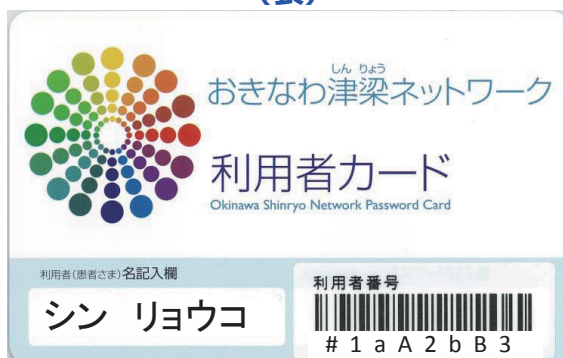 (表)
しんりょう
おきなわ津梁ネットワーク
利用者カード
Okinawa Shinryo Network Password Card
利用者(患者さま)名記入欄
シン リョウコ
利用者番号
#1aA2bB3